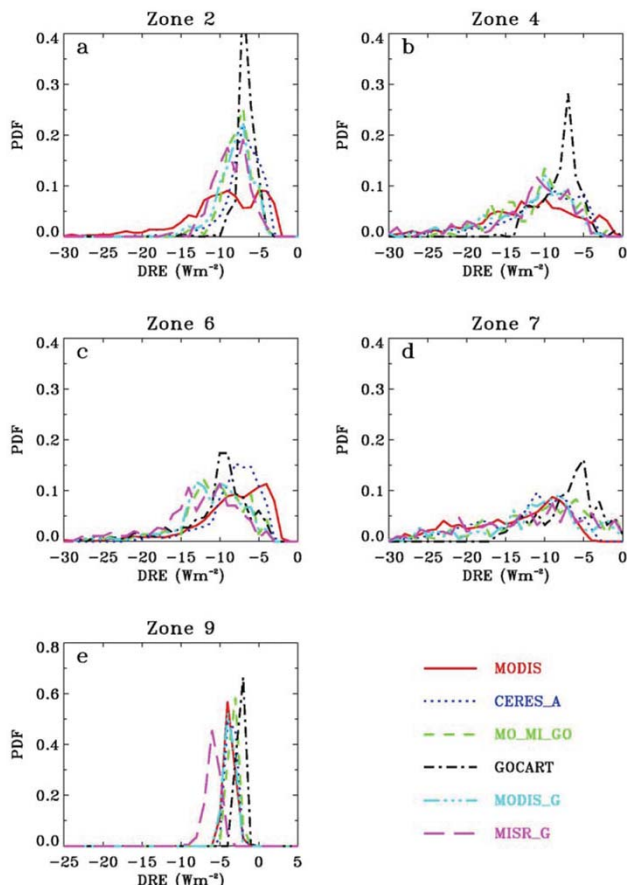 Zone 2
a
PDF
0.4
0.3
0.2
0.1
0.0
-30 -25 -20 -15 -10 -5 0
DRE (Wm⁻²)
Zone 4
b
PDF
0.4
0.3
0.2
0.1
0.0
-30 -25 -20 -15 -10 -5 0
DRE (Wm⁻²)
Zone 6
c
PDF
0.4
0.3
0.2
0.1
0.0
-30 -25 -20 -15 -10 -5 0
DRE (Wm⁻²)
Zone 7
d
PDF
0.4
0.3
0.2
0.1
0.0
-30 -25 -20 -15 -10 -5 0
DRE (Wm⁻²)
Zone 9
e
PDF
0.8
0.6
0.4
0.2
0.0
-25 -20 -15 -10 -5 0 5
DRE (Wm⁻²)
MODIS
CERES_A
MO_MI_GO
GOCART
MODIS_G
MISR_G